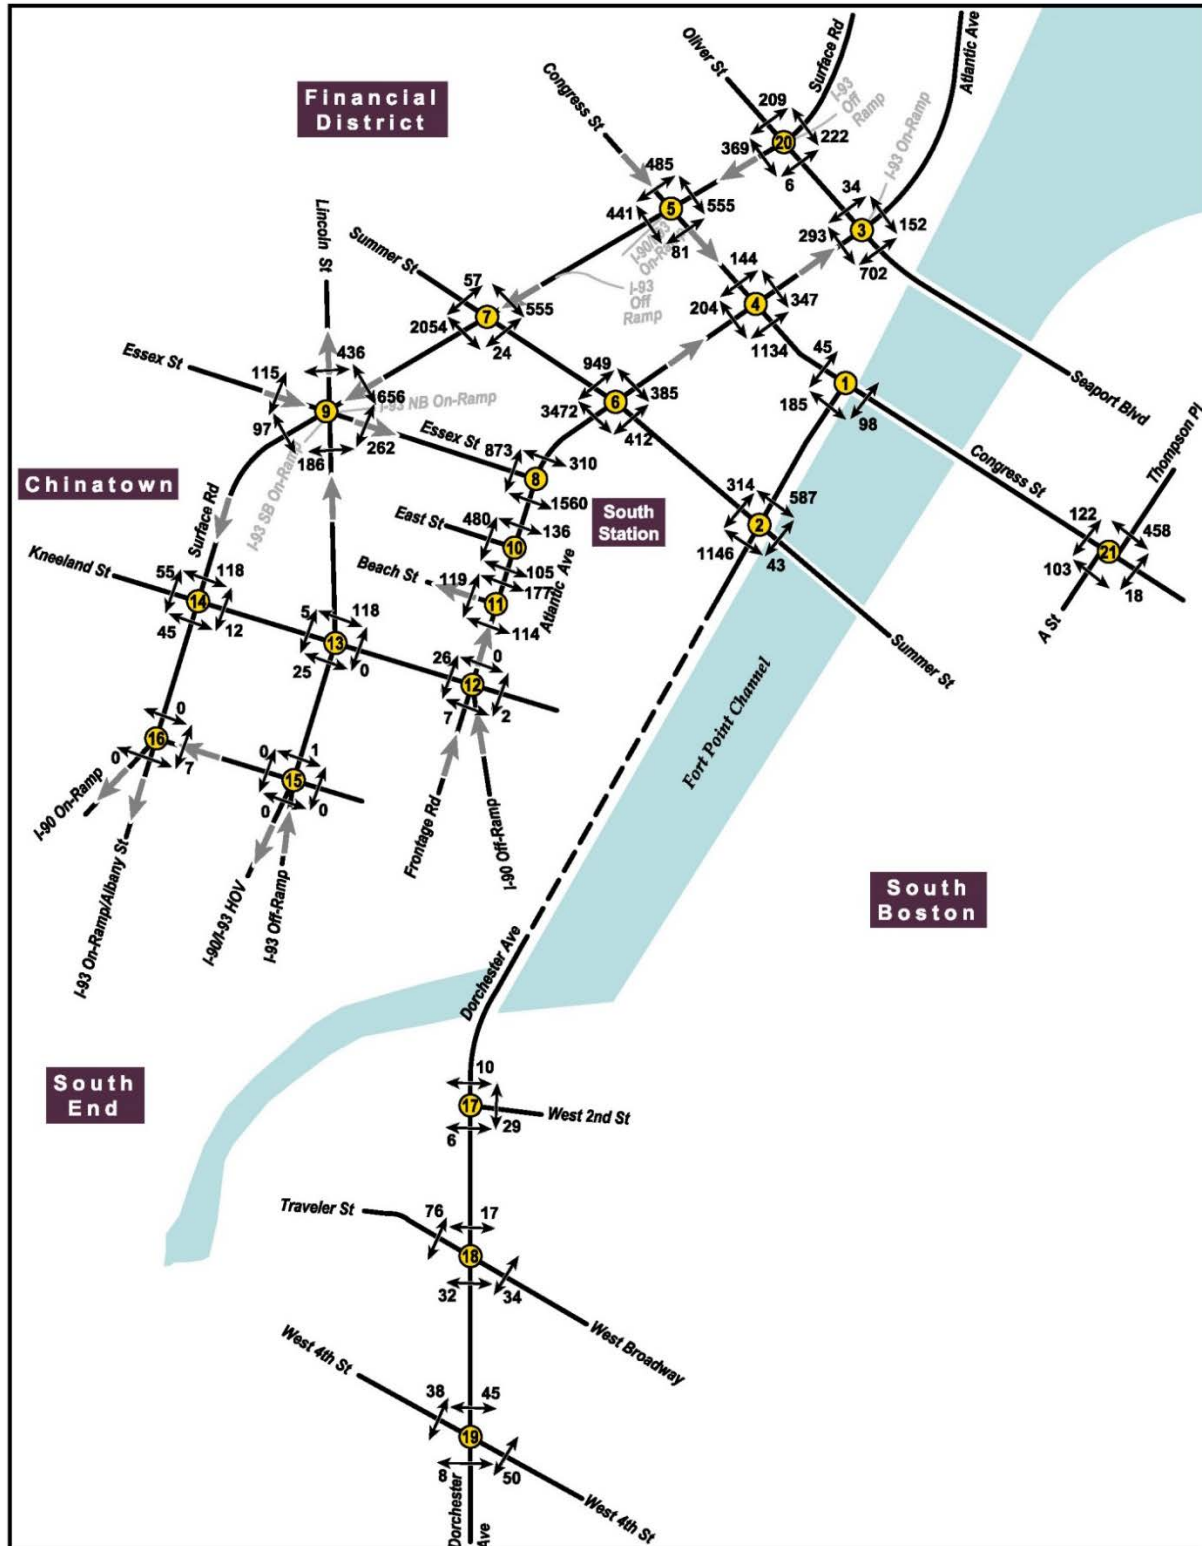 Oliver St
Surface Rd
Atlantic Ave
Congress St
I-93
Off
Ramp
I-93 On-Ramp
Financial
District
209
222
20
369
6
485
34
152
3
293
702
5
555
441
81
I-90/I-93
On-Ramp
Lincoln St
Summer St
144
347
4
204
1134
I-93
Off
Ramp
57
555
7
2054
24
45
1
185
98
Seaport Blvd
Essex St
115
436
656
9
I-93 NB On-Ramp
97
186
262
949
385
6
3472
412
Thompson Pl
Congress St
Essex St
873
310
8
1560
Chinatown
I-93 SB On-Ramp
Surface Rd
South
Station
314
587
2
1146
43
122
458
21
103
18
A St
East St
480
136
10
105
Beach St
119
177
11
114
Atlantic Ave
Kneeland St
55
118
14
45
12
5
118
13
25
0
26
0
12
7
2
Summer St
Fort Point Channel
0
16
0
7
0
1
15
0
0
I-90 On-Ramp
I-93 On-Ramp/Albany St
I-90/I-93 HOV
I-93 Off-Ramp
Frontage Rd
I-90 Off-Ramp
South
Boston
Dorchester Ave
South
End
10
17
6
29
West 2nd St
Traveler St
76
17
18
32
34
West Broadway
West 4th St
38
45
19
8
50
West 4th St
Dorchester
Ave